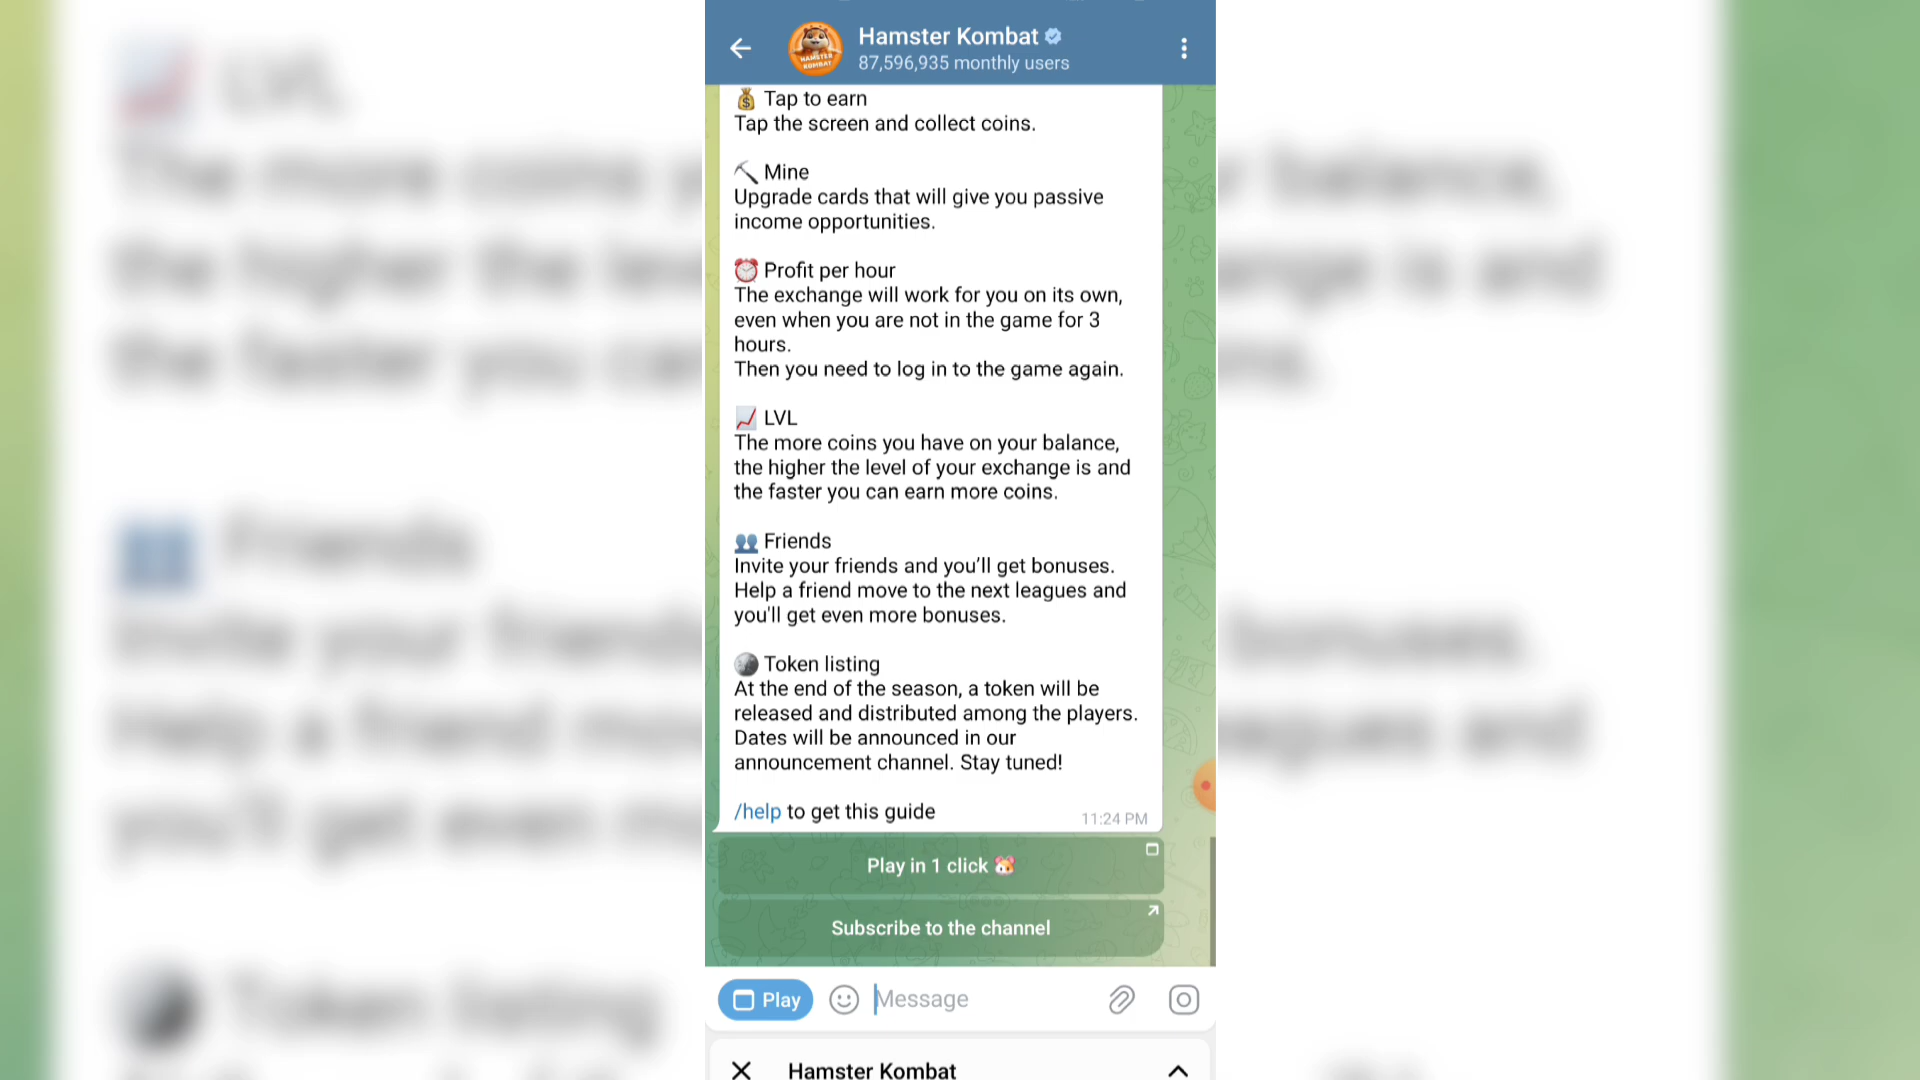 Hamster Kombat
87,596,935 monthly users
💰 Tap to earn
Tap the screen and collect coins.
⛏ Mine
Upgrade cards that will give you passive
income opportunities.
⏰ Profit per hour
The exchange will work for you on its own,
even when you are not in the game for 3
hours.
Then you need to log in to the game again.
📈 LVL
The more coins you have on your balance,
the higher the level of your exchange is and
the faster you can earn more coins.
👥 Friends
Invite your friends and you’ll get bonuses.
Help a friend move to the next leagues and
you'll get even more bonuses.
🌑 Token listing
At the end of the season, a token will be
released and distributed among the players.
Dates will be announced in our
announcement channel. Stay tuned!
/help to get this guide
11:24 PM
Play in 1 click 🐹
Subscribe to the channel
Play
Message
Hamster Kombat